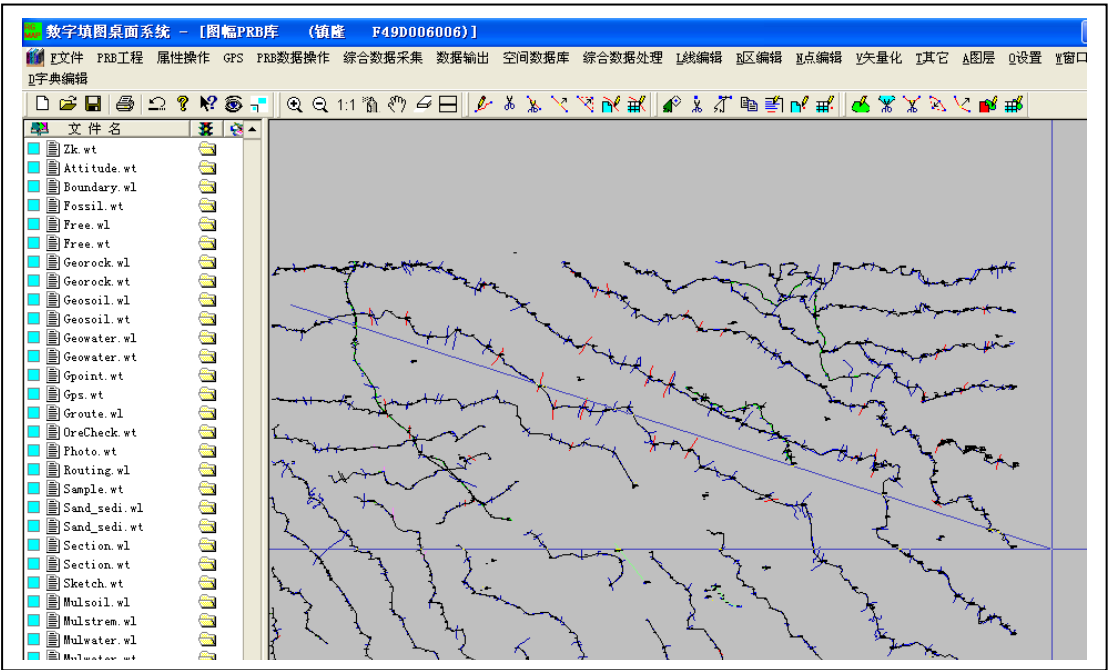 数字填图桌面系统 - [图幅PRB库 (镇隆 F49D006006)]
F文件 PRB工程 属性操作 GPS PRB数据操作 综合数据采集 数据输出 空间数据库 综合数据处理 L线编辑 R区编辑 N点编辑 V矢量化 T其它 A图层 O设置 W窗口
D字典编辑
1:1
文件名
Zk.wt
Attitude.wt
Boundary.wl
Fossil.wt
Free.wl
Free.wt
Georock.wl
Georock.wt
Geosoil.wl
Geosoil.wt
Geowater.wl
Geowater.wt
Gpoint.wt
Gps.wt
Groute.wl
OreCheck.wt
Photo.wt
Routing.wl
Sample.wt
Sand_sedi.wl
Sand_sedi.wt
Section.wl
Section.wt
Sketch.wt
Mulsoil.wl
Mulstrem.wl
Mulwater.wl
Mulwater.wt